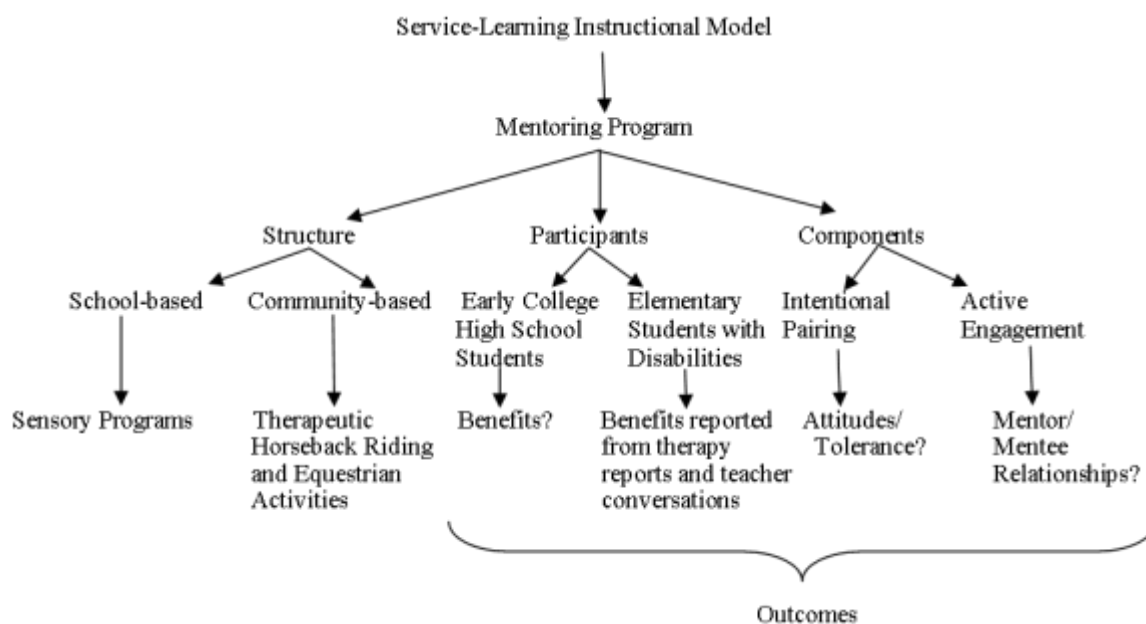 Service-Learning Instructional Model
Mentoring Program
Structure
Participants
Components
School-based
Community-based
Early College
High School
Students
Elementary
Students with
Disabilities
Intentional
Pairing
Active
Engagement
Sensory Programs
Therapeutic
Horseback Riding
and Equestrian
Activities
Benefits?
Benefits reported
from therapy
reports and teacher
conversations
Attitudes/
Tolerance?
Mentor/
Mentee
Relationships?
Outcomes